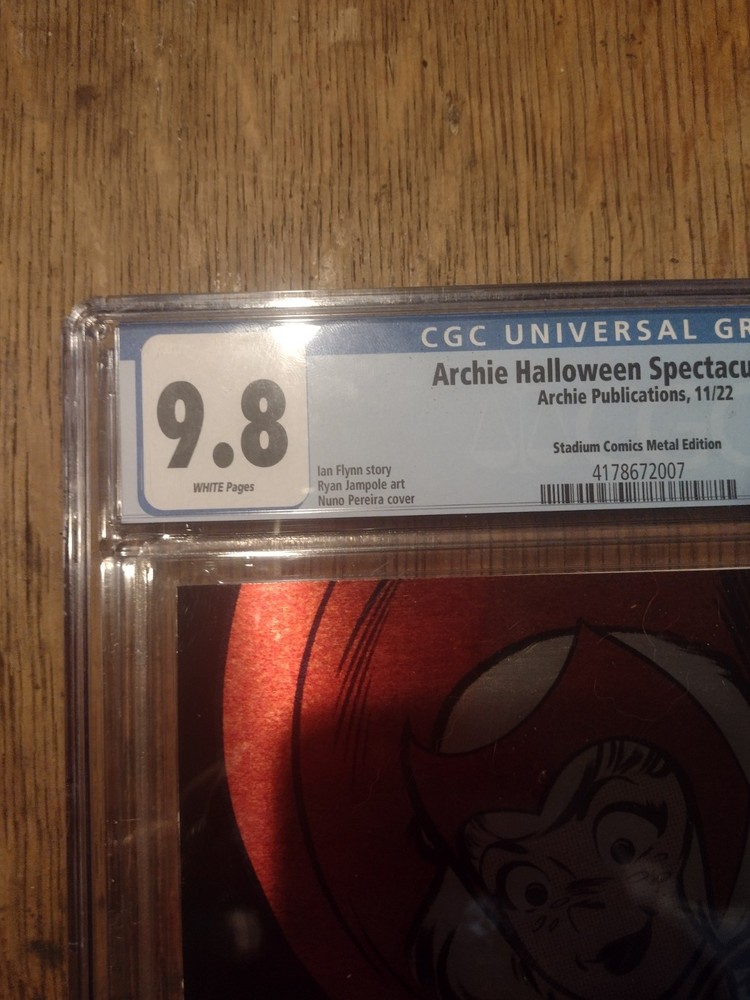 CGC UNIVERSAL GR
Archie Halloween Spectacu
Archie Publications, 11/22
9.8
WHITE Pages
Stadium Comics Metal Edition
Ian Flynn story
Ryan Jampole art
Nuno Pereira cover
4178672007